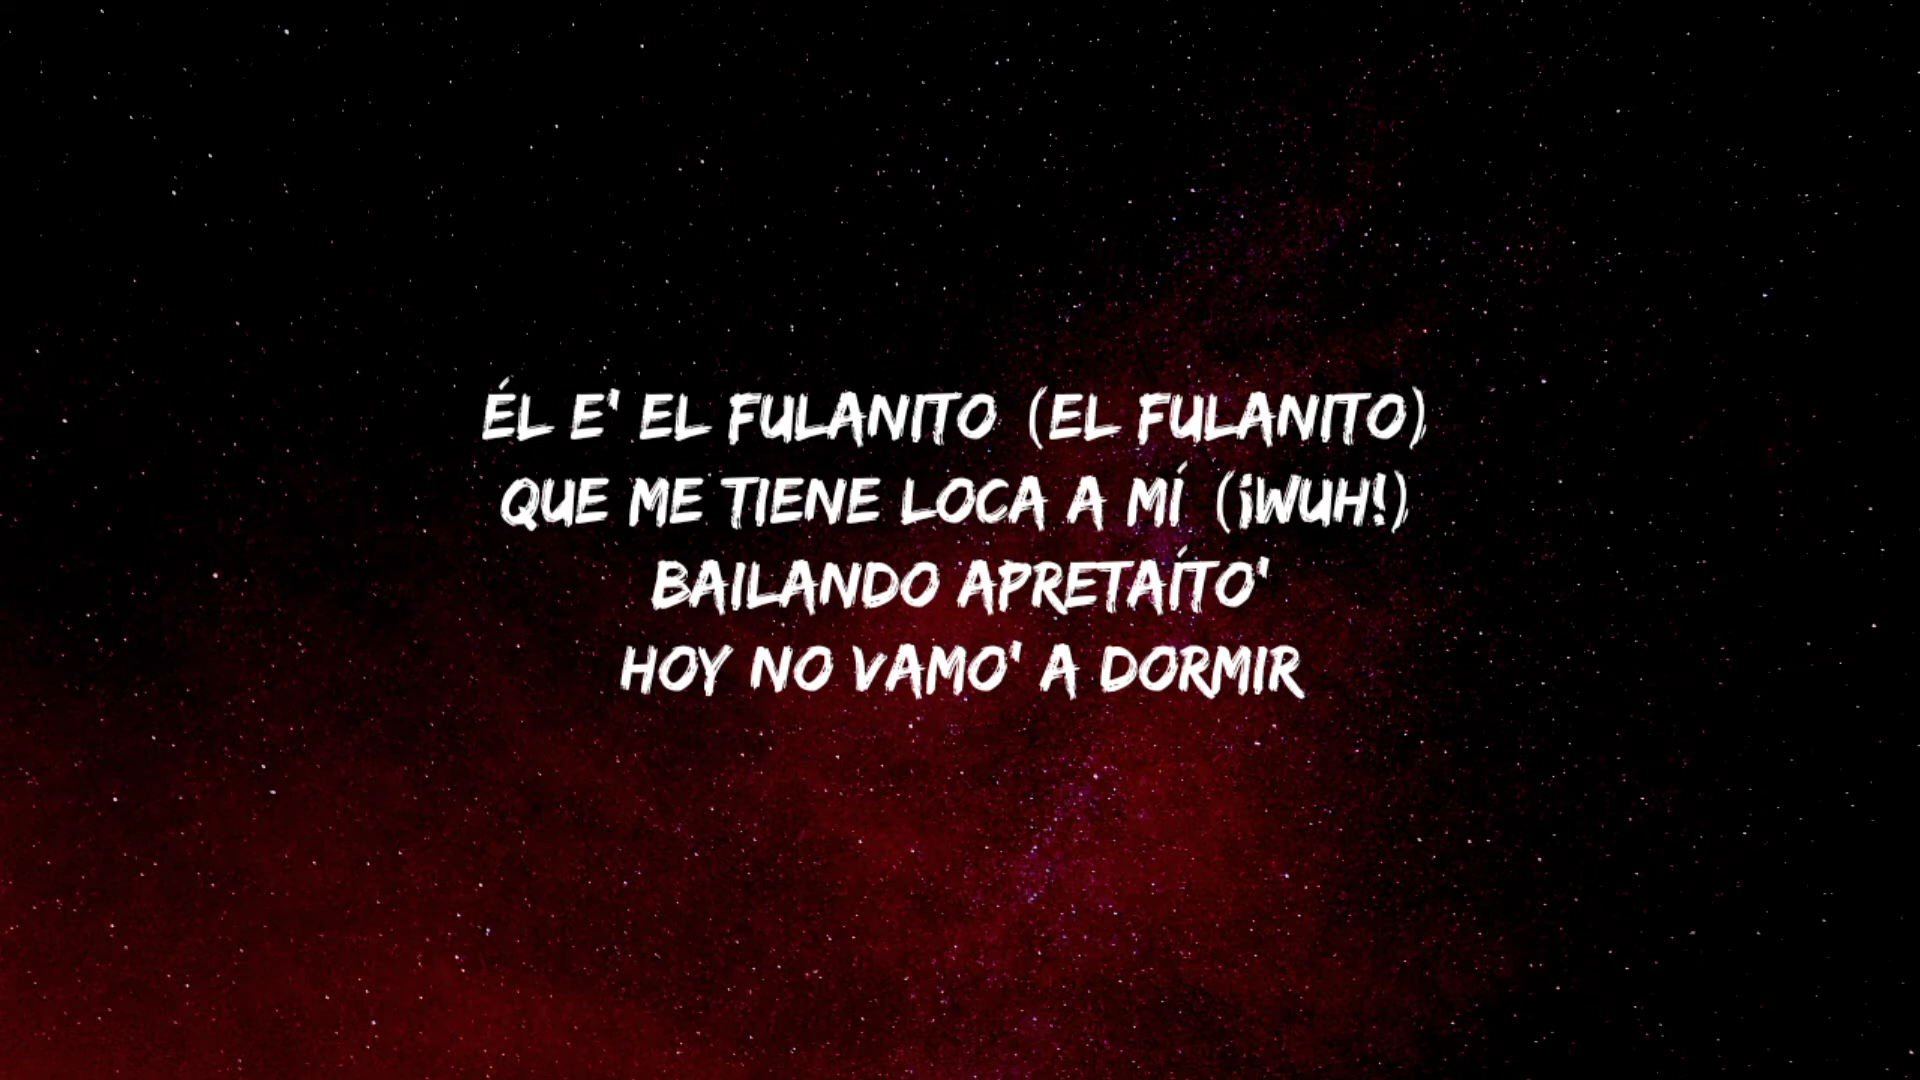 ÉL E' EL FULANITO (EL FULANITO)
QUE ME TIENE LOCA A MÍ (¡WUH!)
BAILANDO APRETAÍTO'
HOY NO VAMO' A DORMIR